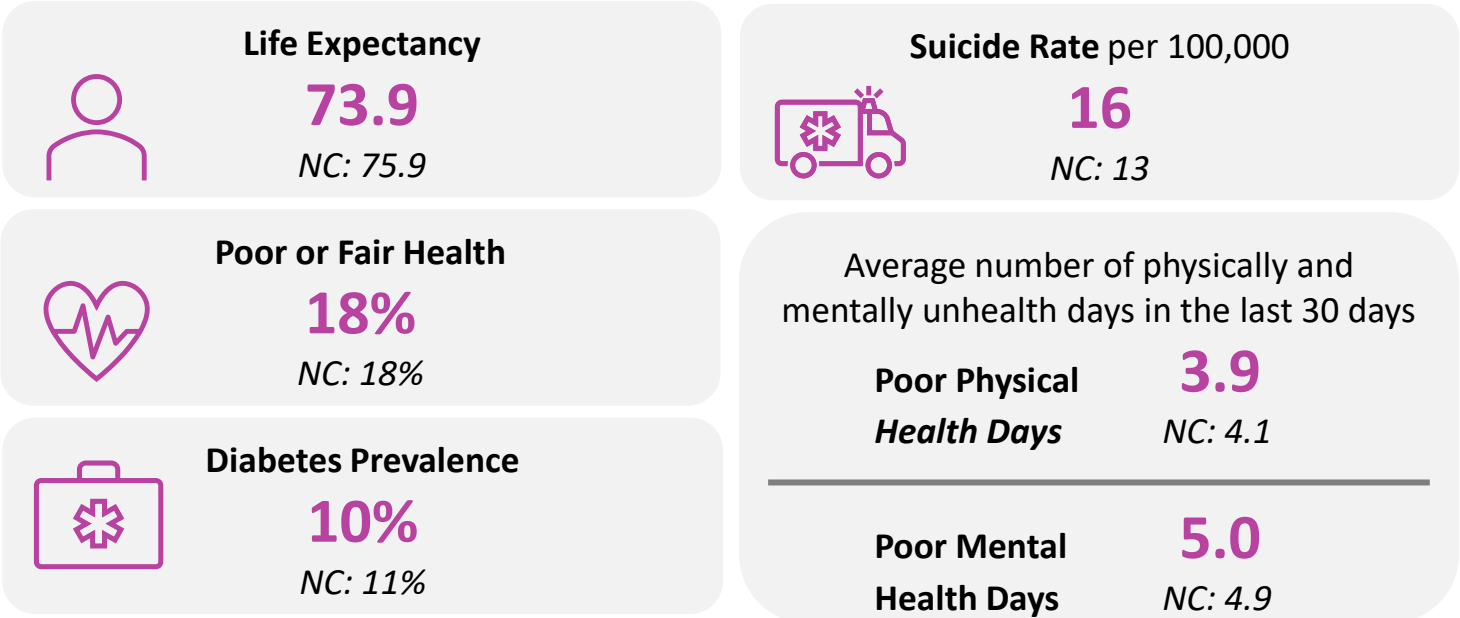 Life Expectancy
73.9
NC: 75.9
Poor or Fair Health
18%
NC: 18%
Diabetes Prevalence
10%
NC: 11%
Suicide Rate per 100,000
16
NC: 13
Average number of physically and
mentally unhealth days in the last 30 days
Poor Physical 3.9
Health Days NC: 4.1
Poor Mental 5.0
Health Days NC: 4.9